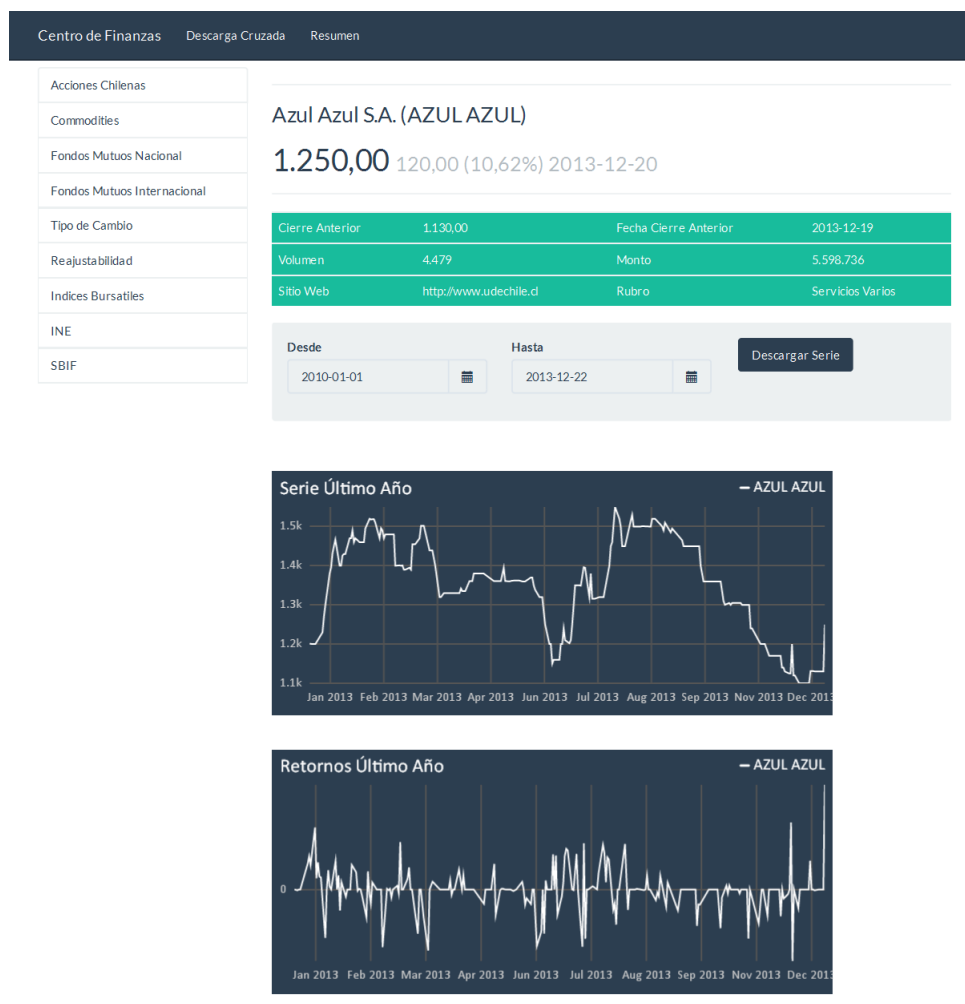 Centro de Finanzas Descarga Cruzada Resumen
Acciones Chilenas
Commodities
Fondos Mutuos Nacional
Fondos Mutuos Internacional
Tipo de Cambio
Reajustabilidad
Indices Bursatiles
INE
SBIF
Azul Azul S.A. (AZUL AZUL)
1.250,00 120,00 (10,62%) 2013-12-20
Cierre Anterior 1.130,00 Fecha Cierre Anterior 2013-12-19
Volumen 4.479 Monto 5.598.736
Sitio Web http://www.udechile.cl Rubro Servicios Varios
Desde Hasta
2010-01-01 2013-12-22 Descargar Serie
Serie Último Año AZUL AZUL
1.5k
1.4k
1.3k
1.2k
1.1k
Jan 2013 Feb 2013 Mar 2013 Apr 2013 Jun 2013 Jul 2013 Aug 2013 Sep 2013 Nov 2013 Dec 2013
Retornos Último Año AZUL AZUL
0
Jan 2013 Feb 2013 Mar 2013 Apr 2013 Jun 2013 Jul 2013 Aug 2013 Sep 2013 Nov 2013 Dec 2013